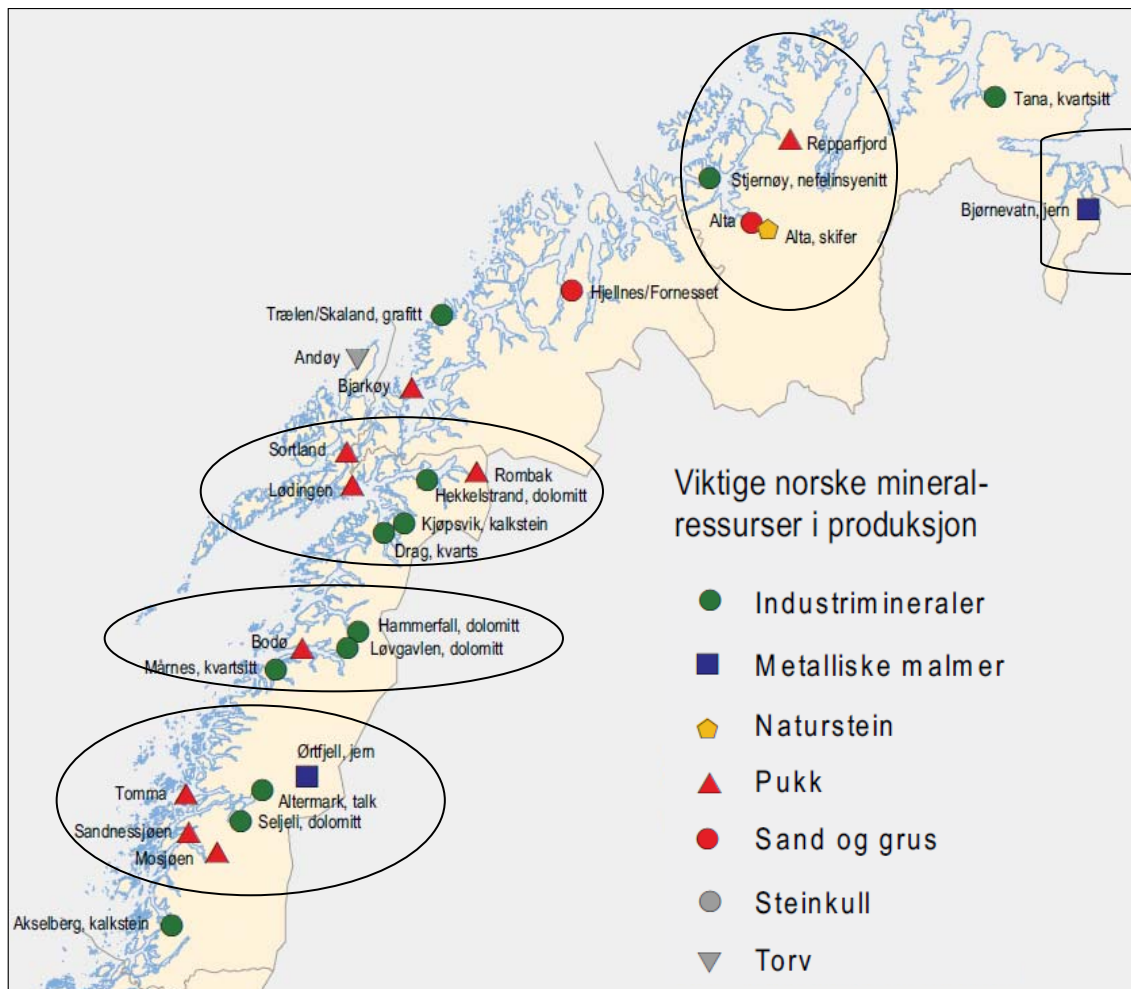 Tana, kvartsitt
Repparfjord
Stjernøy, nefelinsyenitt
Bjørnevatn, jern
Alta
Alta, skifer
Hjellnes/Fornesset
Trælen/Skaland, grafitt
Andøy
Bjarkøy
Sortland
Rombak
Lødingen
Hekkelstrand, dolomitt
Kjøpsvik, kalkstein
Drag, kvarts
Hammerfall, dolomitt
Bodø
Løvgavlen, dolomitt
Mårnes, kvartsitt
Ørtfjell, jern
Tomma
Altermark, talk
Seljeli, dolomitt
Sandnessjøen
Mosjøen
Akselberg, kalkstein
Viktige norske mineral-
ressurser i produksjon
Industrimineraler
Metalliske malmer
Naturstein
Pukk
Sand og grus
Steinkull
Torv